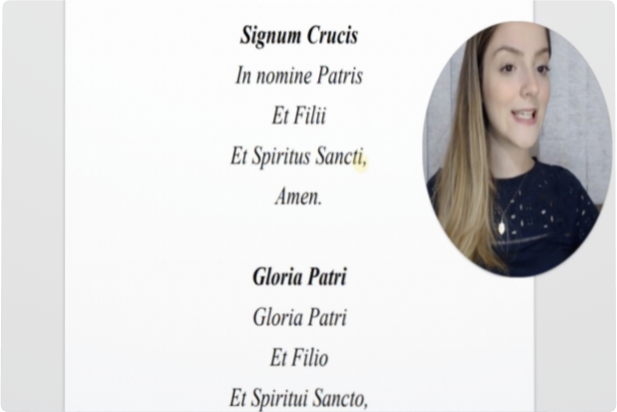 Signum Crucis
In nomine Patris
Et Filii
Et Spiritus Sancti,
Amen.
Gloria Patri
Gloria Patri
Et Filio
Et Spiritui Sancto,